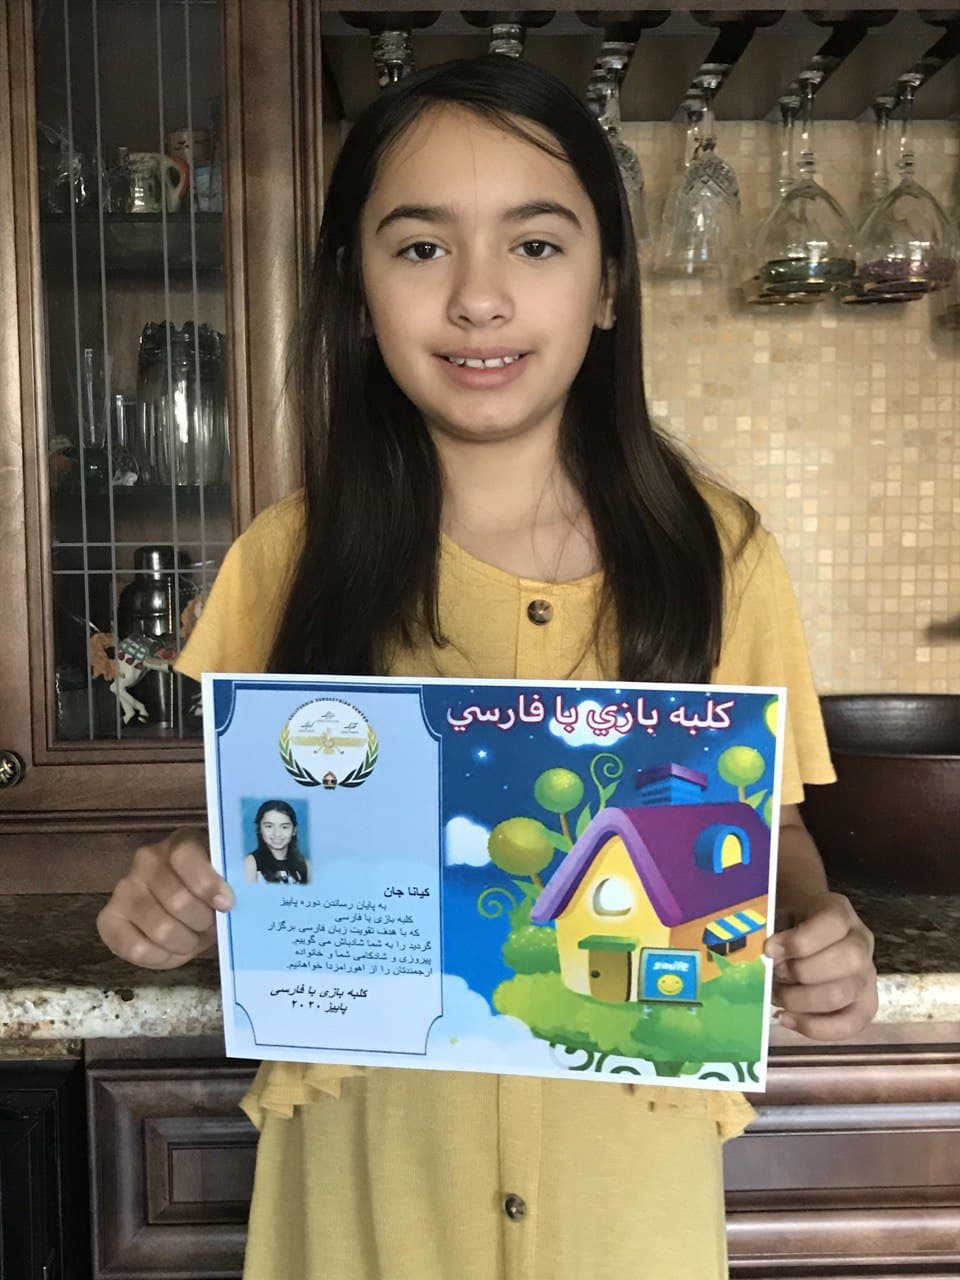 کلبه بازي با فارسي
CALIFORNIA ZOROASTRIAN CENTER
کیانا جان
به پایان رساندن دوره پاییز
کلبه بازی با فارسی
که با هدف تقویت زبان فارسی برگزار
گردید را به شما شادباش می گوییم.
پیروزی و شادکامی شما و خانواده
ارجمندتان را از اهورامزدا خواهانیم.
کلبه بازی با فارسی
پاییز ۲۰۲۰
smile